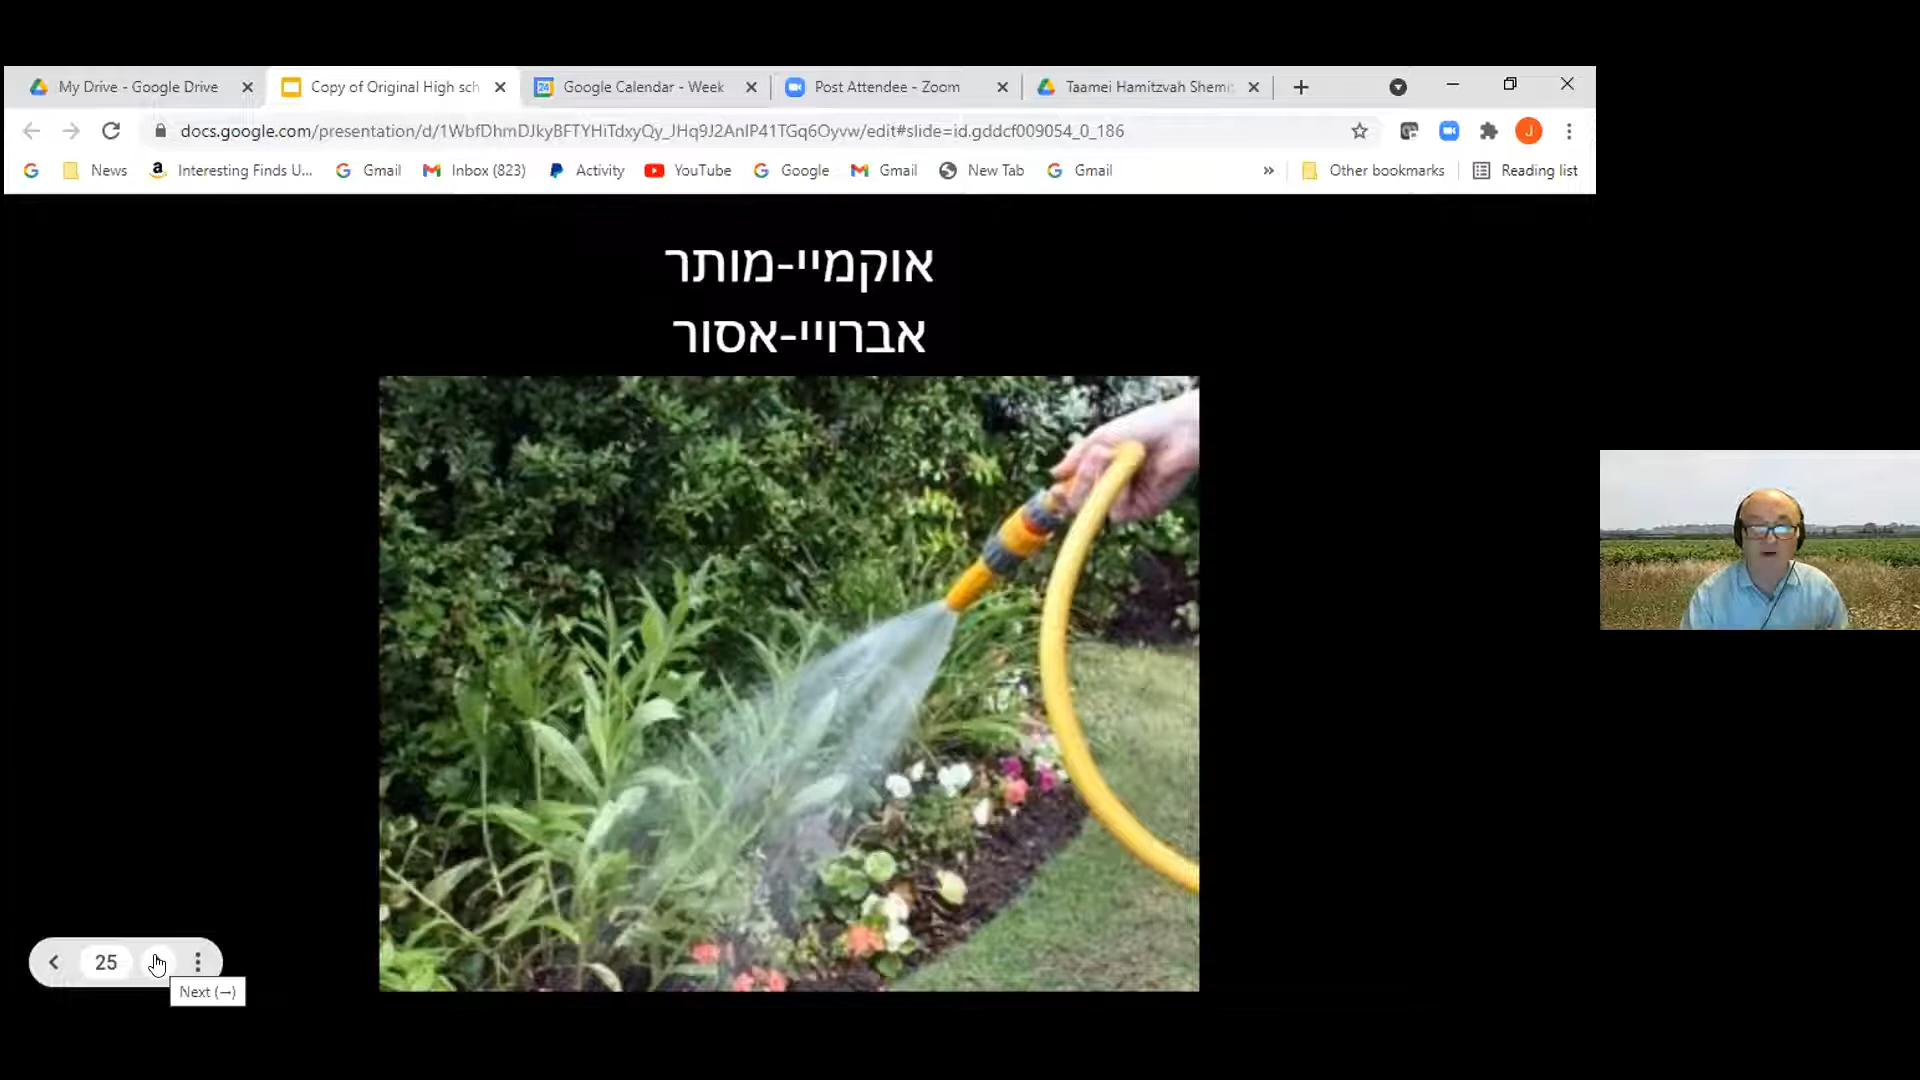 My Drive - Google Drive
Copy of Original High sch
Google Calendar - Week
Post Attendee - Zoom
Taamei Hamitzvah Shemi
docs.google.com/presentation/d/1WbfDhmDJkyBFTYHiTdxyQy_JHq9J2AnlP41TGq6Oyvw/edit#slide=id.gddcf009054_0_186
J
News
Interesting Finds U...
Gmail
Inbox (823)
Activity
YouTube
Google
Gmail
New Tab
Gmail
Other bookmarks
Reading list
אוקמיי-מותר
אברויי-אסור
25
Next (→)